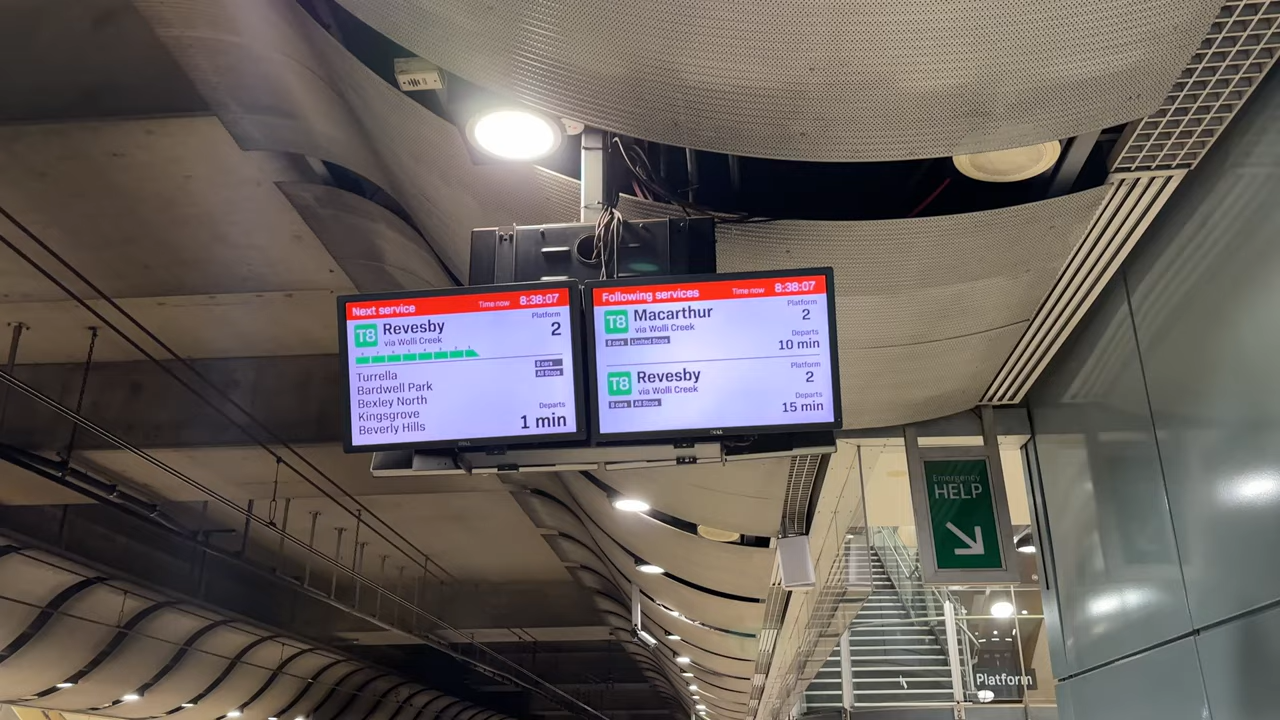 Next service Time now 8:38:07
T8 Revesby Platform
via Wolli Creek 2
8 cars
All Stops
Turrella
Bardwell Park
Bexley North
Kingsgrove
Beverly Hills
Departs
1 min
DELL
Following services Time now 8:38:07
T8 Macarthur Platform
via Wolli Creek 2
8 cars Limited Stops Departs
10 min
T8 Revesby Platform
via Wolli Creek 2
8 cars All Stops Departs
15 min
DELL
Emergency
HELP
Platform